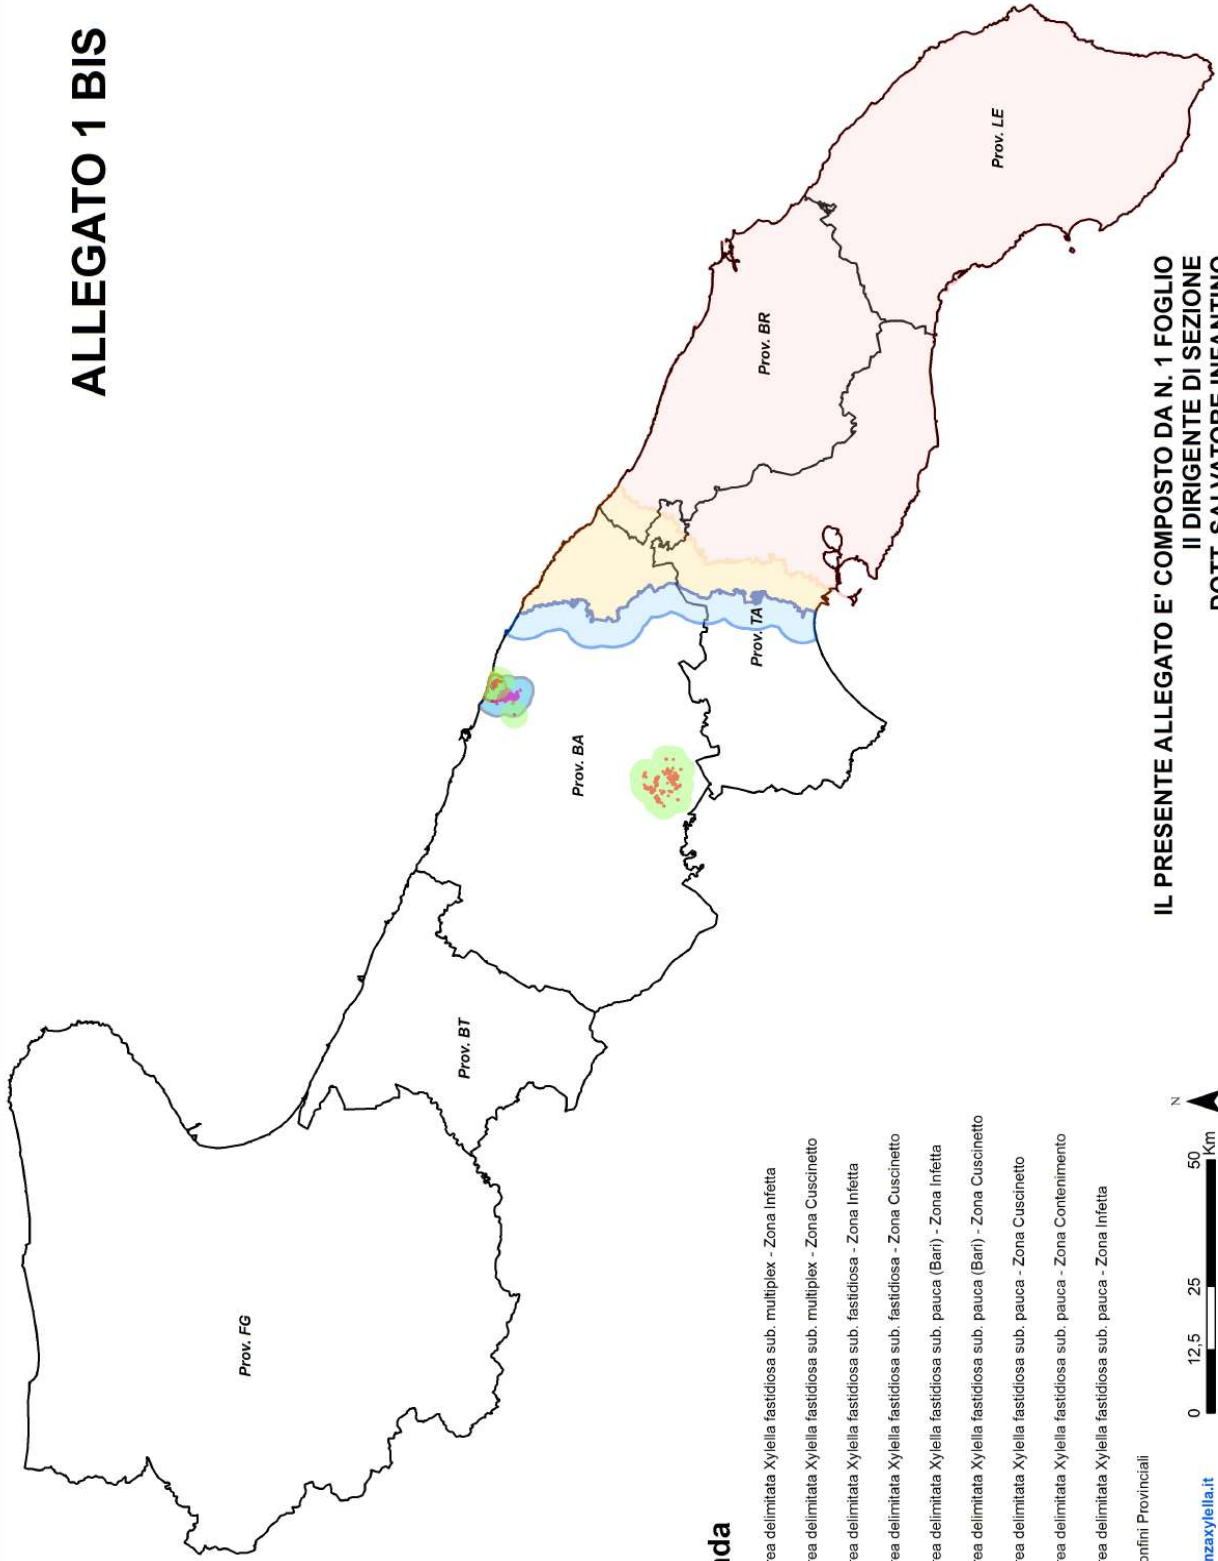 ALLEGATO 1 BIS
Prov. FG
Prov. BT
Prov. BA
Prov. TA
Prov. BR
Prov. LE
nda
rea delimitata Xylella fastidiosa sub. multiplex - Zona Infetta
rea delimitata Xylella fastidiosa sub. multiplex - Zona Cuscinetto
rea delimitata Xylella fastidiosa sub. fastidiosa - Zona Infetta
rea delimitata Xylella fastidiosa sub. fastidiosa - Zona Cuscinetto
rea delimitata Xylella fastidiosa sub. pauca (Bari) - Zona Infetta
rea delimitata Xylella fastidiosa sub. pauca (Bari) - Zona Cuscinetto
rea delimitata Xylella fastidiosa sub. pauca - Zona Cuscinetto
rea delimitata Xylella fastidiosa sub. pauca - Zona Contenimento
rea delimitata Xylella fastidiosa sub. pauca - Zona Infetta
onfini Provinciali
nzaxylella.it
0 12,5 25 50
Km
N
IL PRESENTE ALLEGATO E' COMPOSTO DA N. 1 FOGLIO
Il DIRIGENTE DI SEZIONE
DOTT. SALVATORE INFANTINO